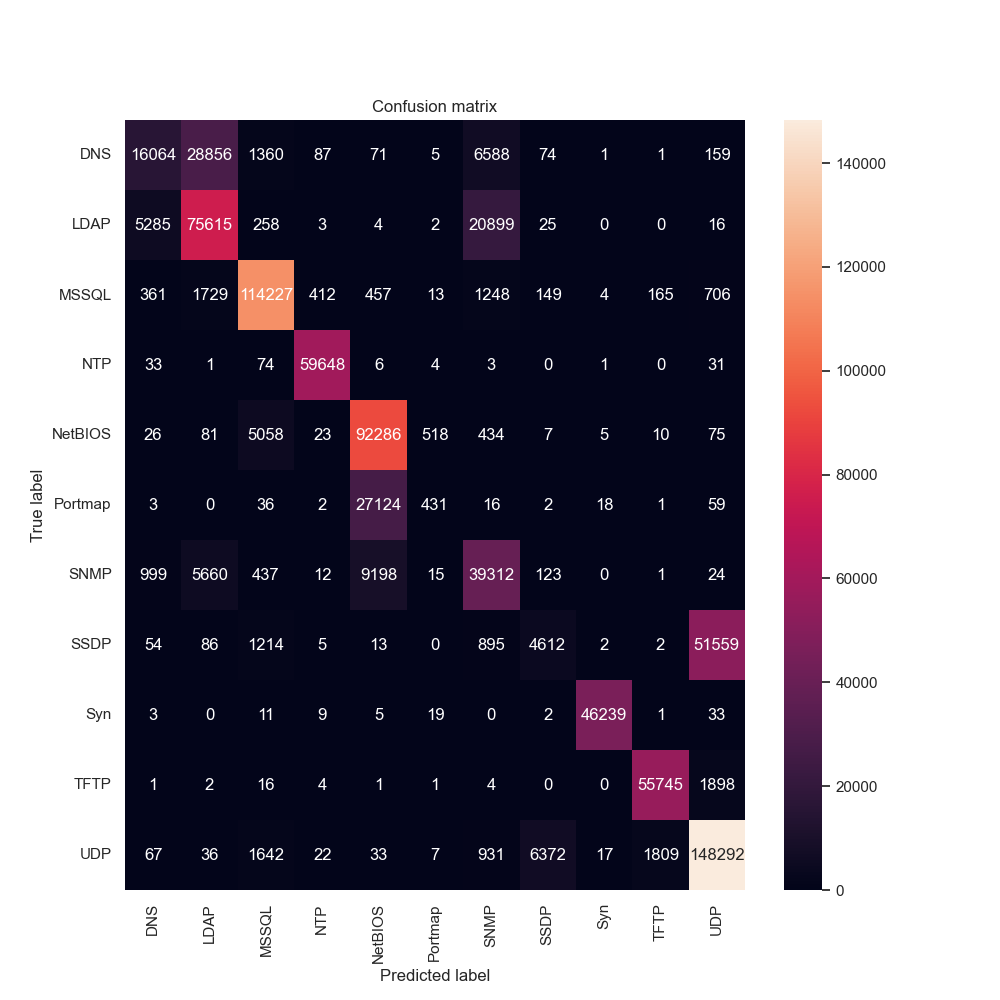 Confusion matrix
DNS 16064 28856 1360 87 71 5 6588 74 1 1 159
LDAP 5285 75615 258 3 4 2 20899 25 0 0 16
MSSQL 361 1729 114227 412 457 13 1248 149 4 165 706
NTP 33 1 74 59648 6 4 3 0 1 0 31
NetBIOS 26 81 5058 23 92286 518 434 7 5 10 75
Portmap 3 0 36 2 27124 431 16 2 18 1 59
SNMP 999 5660 437 12 9198 15 39312 123 0 1 24
SSDP 54 86 1214 5 13 0 895 4612 2 2 51559
Syn 3 0 11 9 5 19 0 2 46239 1 33
TFTP 1 2 16 4 1 1 4 0 0 55745 1898
UDP 67 36 1642 22 33 7 931 6372 17 1809 148292
DNS LDAP MSSQL NTP NetBIOS Portmap SNMP SSDP Syn TFTP UDP
Predicted label
True label
140000
120000
100000
80000
60000
40000
20000
0